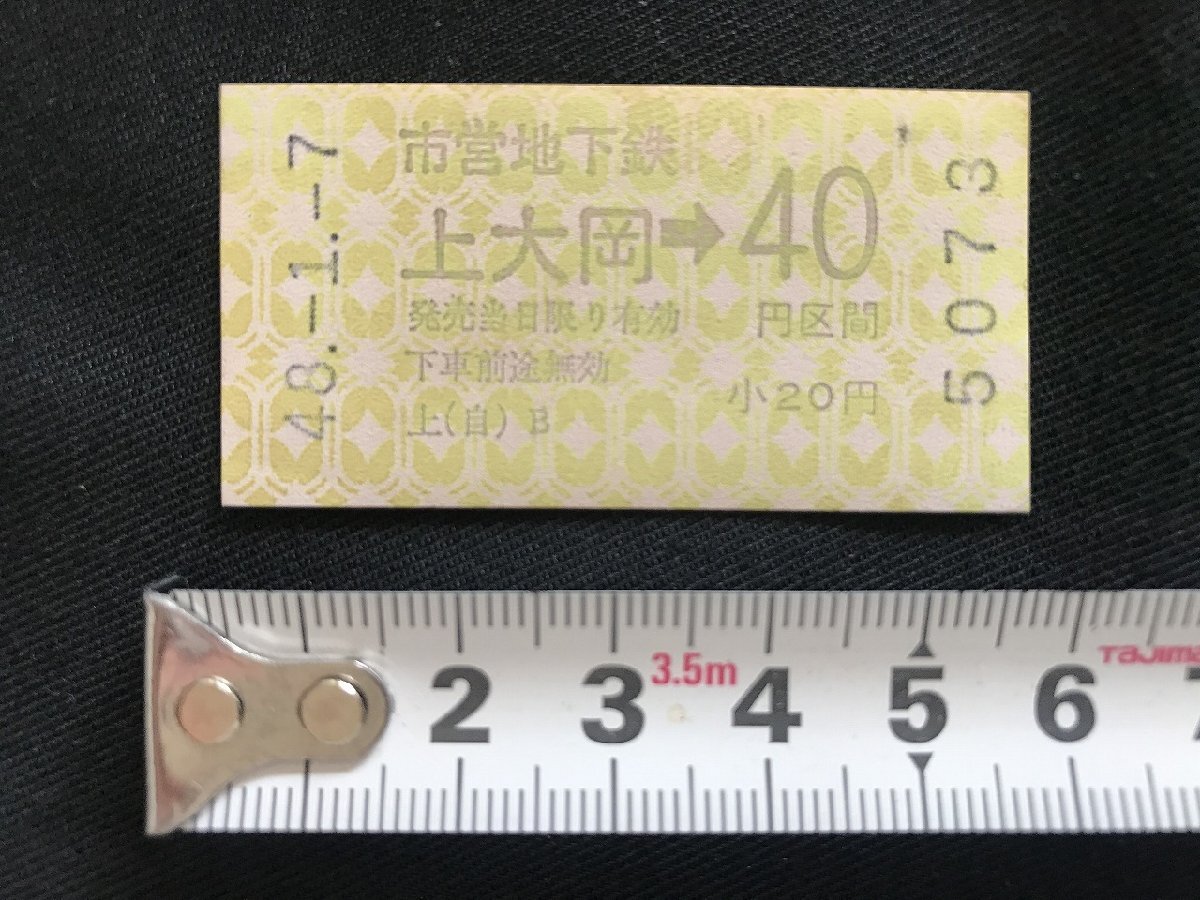 48.-1.-7
市営地下鉄
上大岡➡40
発売当日限り有効 円区間
下車前途無効
小20円
上(自)B
5073
2 3 3.5m 4 5 6 7
TaJima